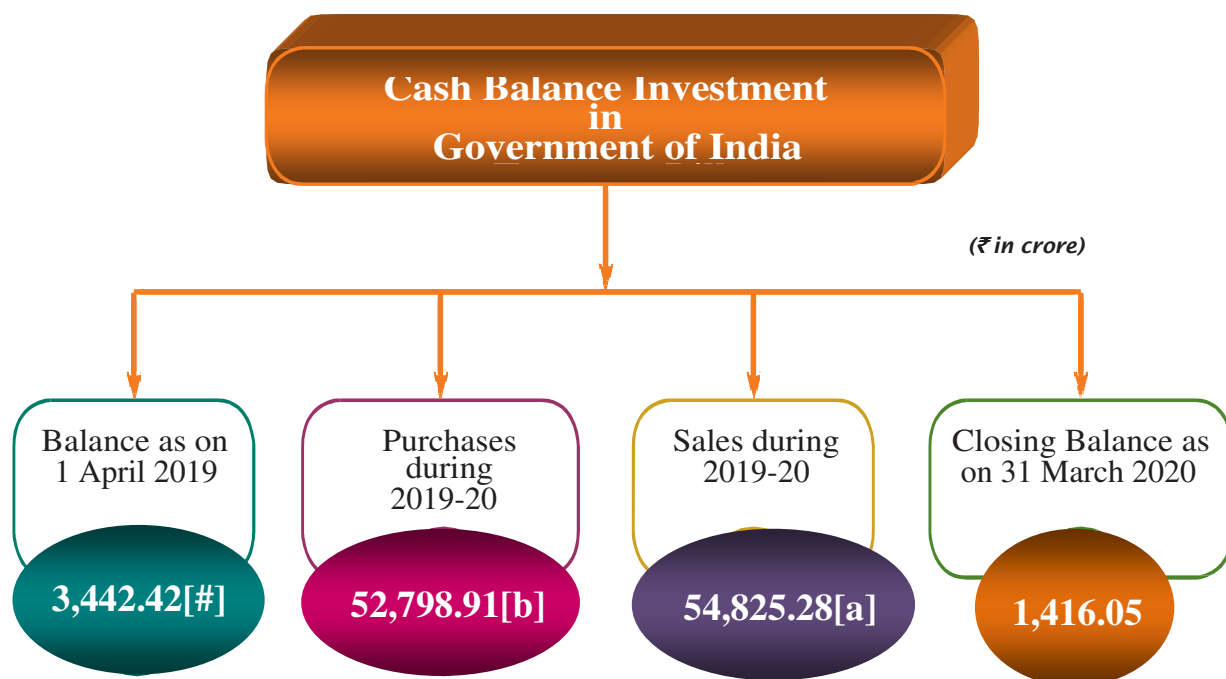 Cash Balance Investment
in
Government of India
(₹ in crore)
Balance as on
1 April 2019
3,442.42[#]
Purchases
during
2019-20
52,798.91[b]
Sales during
2019-20
54,825.28[a]
Closing Balance as
on 31 March 2020
1,416.05